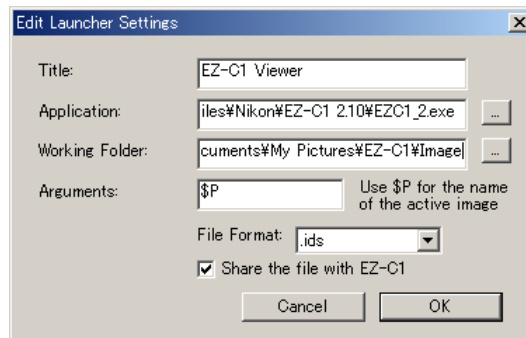 Edit Launcher Settings
Title:
EZ-C1 Viewer
Application:
iles¥Nikon¥EZ-C1 2.10¥EZC1_2.exe
...
Working Folder:
cuments¥My Pictures¥EZ-C1¥Image
...
Arguments:
$P
Use $P for the name
of the active image
File Format:
.ids
Share the file with EZ-C1
Cancel
OK